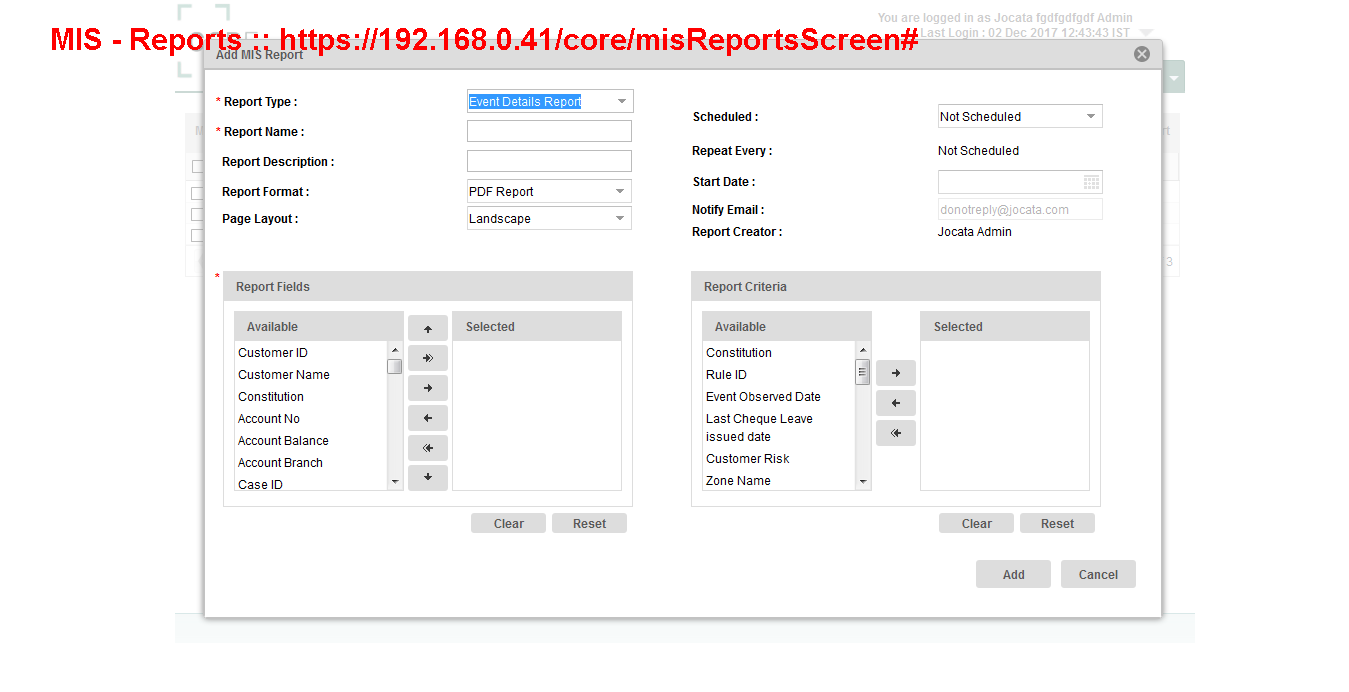 You are logged in as Jocata fgdfgdfgdf Admin
MIS - Reports :: https://192.168.0.41/core/misReportsScreen#
Last Login : 02 Dec 2017 12:43:43 IST
Add MIS Report
* Report Type :
Event Details Report
* Report Name :
Report Description :
Report Format :
PDF Report
Page Layout :
Landscape
Scheduled :
Not Scheduled
Repeat Every :
Not Scheduled
Start Date :
Notify Email :
donotreply@jocata.com
Report Creator :
Jocata Admin
*
Report Fields
Available
Selected
Customer ID
Customer Name
Constitution
Account No
Account Balance
Account Branch
Case ID
Clear
Reset
Report Criteria
Available
Selected
Constitution
Rule ID
Event Observed Date
Last Cheque Leave
issued date
Customer Risk
Zone Name
Clear
Reset
Add
Cancel
3